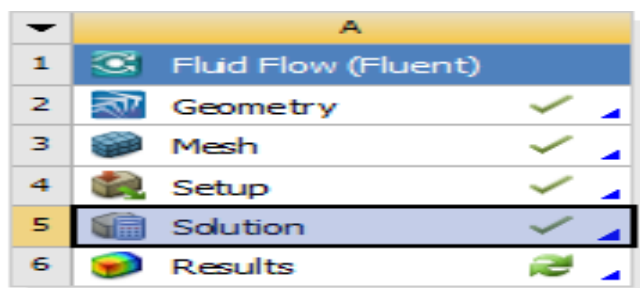 A
1 Fluid Flow (Fluent)
2 Geometry
3 Mesh
4 Setup
5 Solution
6 Results